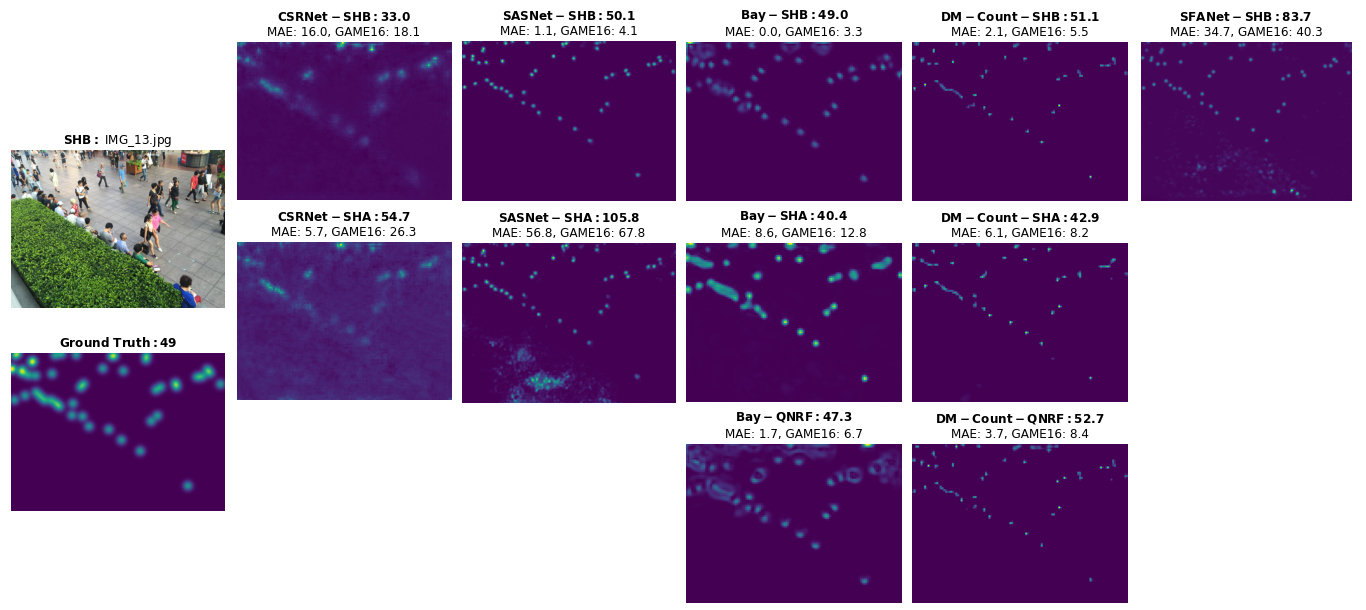 CSRNet−SHB: 33.0
MAE: 16.0, GAME16: 18.1
SASNet−SHB: 50.1
MAE: 1.1, GAME16: 4.1
Bay−SHB: 49.0
MAE: 0.0, GAME16: 3.3
DM−Count−SHB: 51.1
MAE: 2.1, GAME16: 5.5
SFANet−SHB: 83.7
MAE: 34.7, GAME16: 40.3
SHB: IMG_13.jpg
CSRNet−SHA: 54.7
MAE: 5.7, GAME16: 26.3
SASNet−SHA: 105.8
MAE: 56.8, GAME16: 67.8
Bay−SHA: 40.4
MAE: 8.6, GAME16: 12.8
DM−Count−SHA: 42.9
MAE: 6.1, GAME16: 8.2
Ground Truth: 49
Bay−QNRF: 47.3
MAE: 1.7, GAME16: 6.7
DM−Count−QNRF: 52.7
MAE: 3.7, GAME16: 8.4